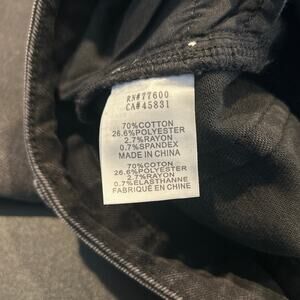 RN#77600
CA#45831
70%COTTON
26.6%POLYESTER
2.7%RAYON
0.7%SPANDEX
MADE IN CHINA
70%COTON
26.6%POLYESTER
2.7%RAYON
0.7%ELASTHANNE
FABRIQUÉ EN CHINE